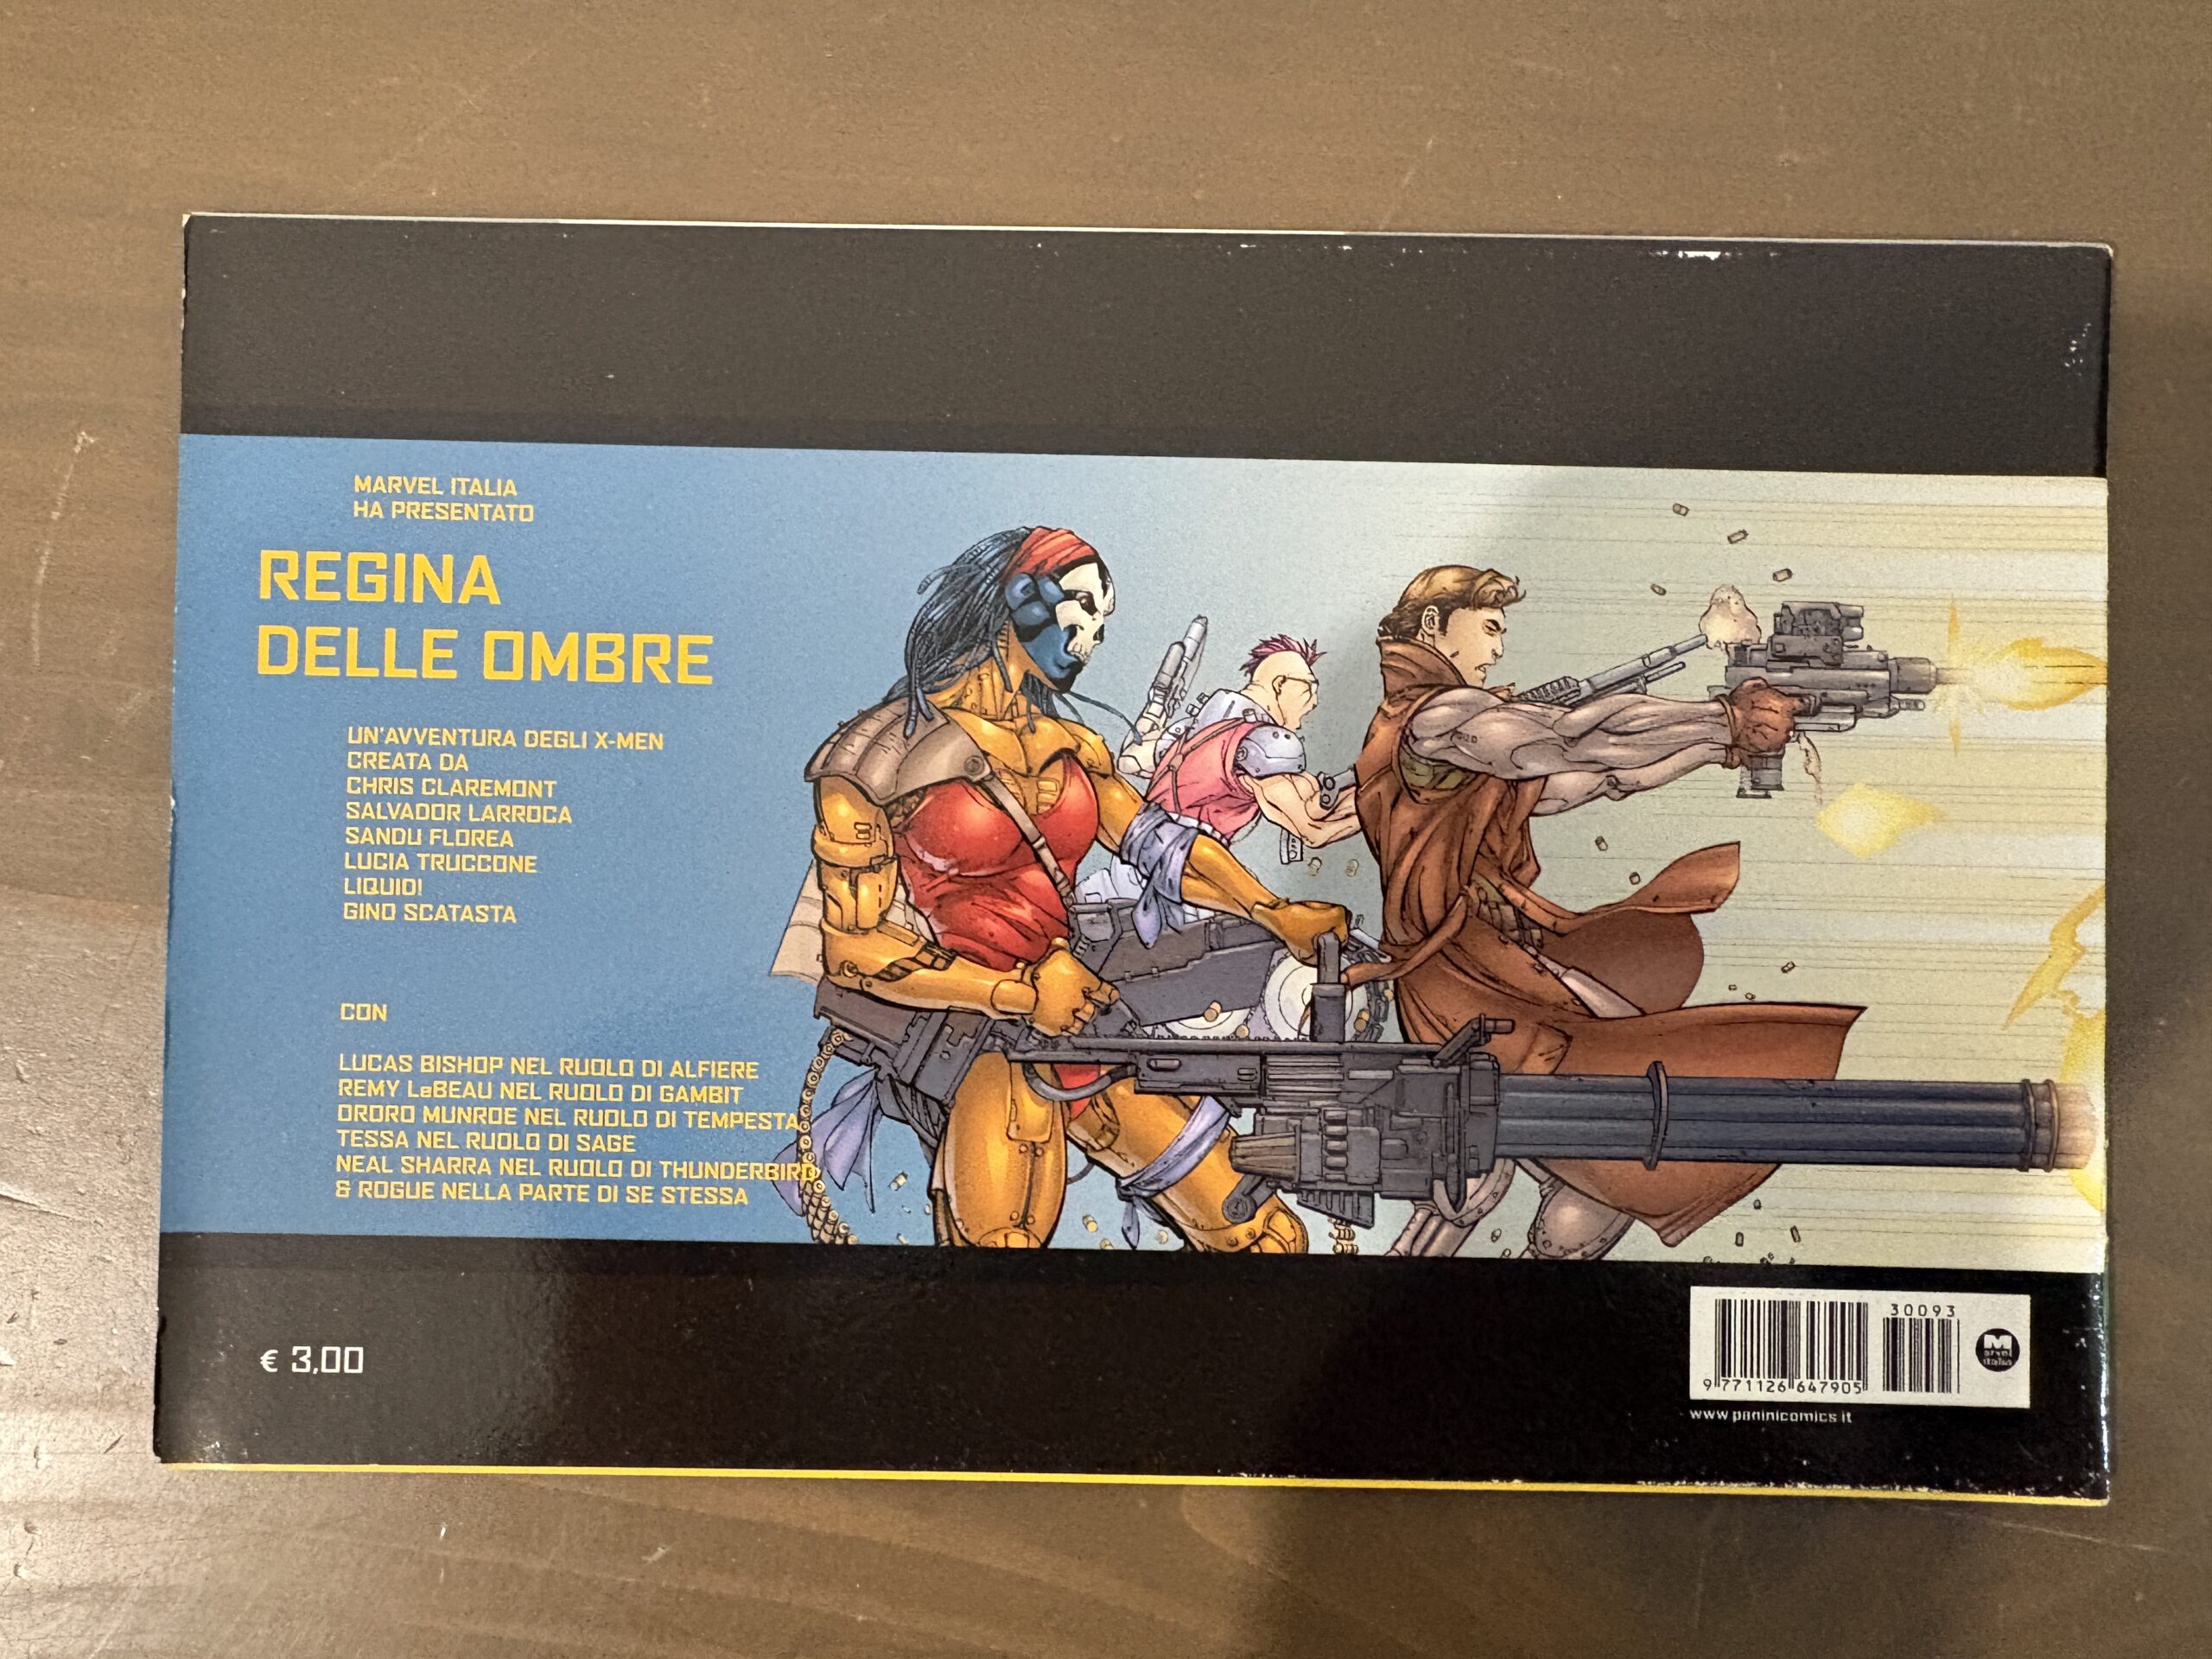 MARVEL ITALIA
HA PRESENTATO
REGINA
DELLE OMBRE
UN'AVVENTURA DEGLI X-MEN
CREATA DA
CHRIS CLAREMONT
SALVADOR LARROCA
SANDU FLOREA
LUCIA TRUCCONE
LIQUID!
GINO SCATASTA
CON
LUCAS BISHOP NEL RUOLO DI ALFIERE
REMY LeBEAU NEL RUOLO DI GAMBIT
ORORO MUNROE NEL RUOLO DI TEMPESTA
TESSA NEL RUOLO DI SAGE
NEAL SHARRA NEL RUOLO DI THUNDERBIRD
& ROGUE NELLA PARTE DI SE STESSA
€ 3,00
30093
9 771126 647905
M
arvel
italia
www.paninicomics.it